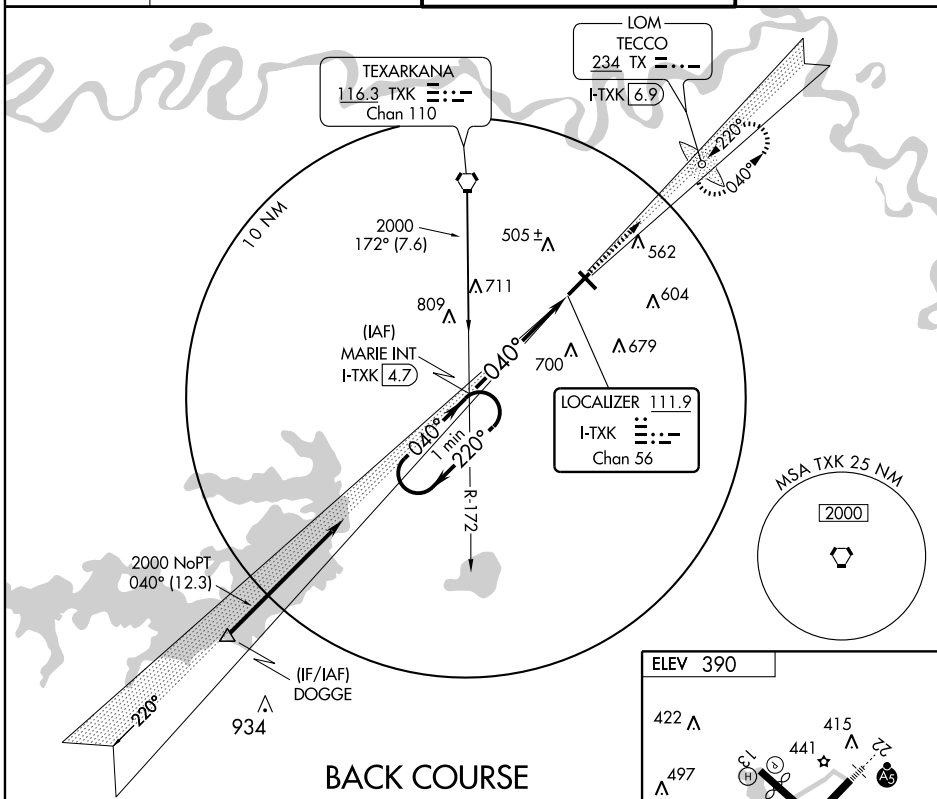 LOM
TECCO
234 TX
I-TXK 6.9
TEXARKANA
116.3 TXK
Chan 110
220°
040°
10 NM
2000
172° (7.6)
505 ±
562
711
809
604
(IAF)
MARIE INT
I-TXK 4.7
700
679
040°
LOCALIZER 111.9
I-TXK
Chan 56
040°
1 min
220°
R-172
MSA TXK 25 NM
2000
2000 NoPT
040° (12.3)
(IF/IAF)
DOGGE
220°
934
BACK COURSE
ELEV 390
422
415
441
497
13
H
P
22
A5